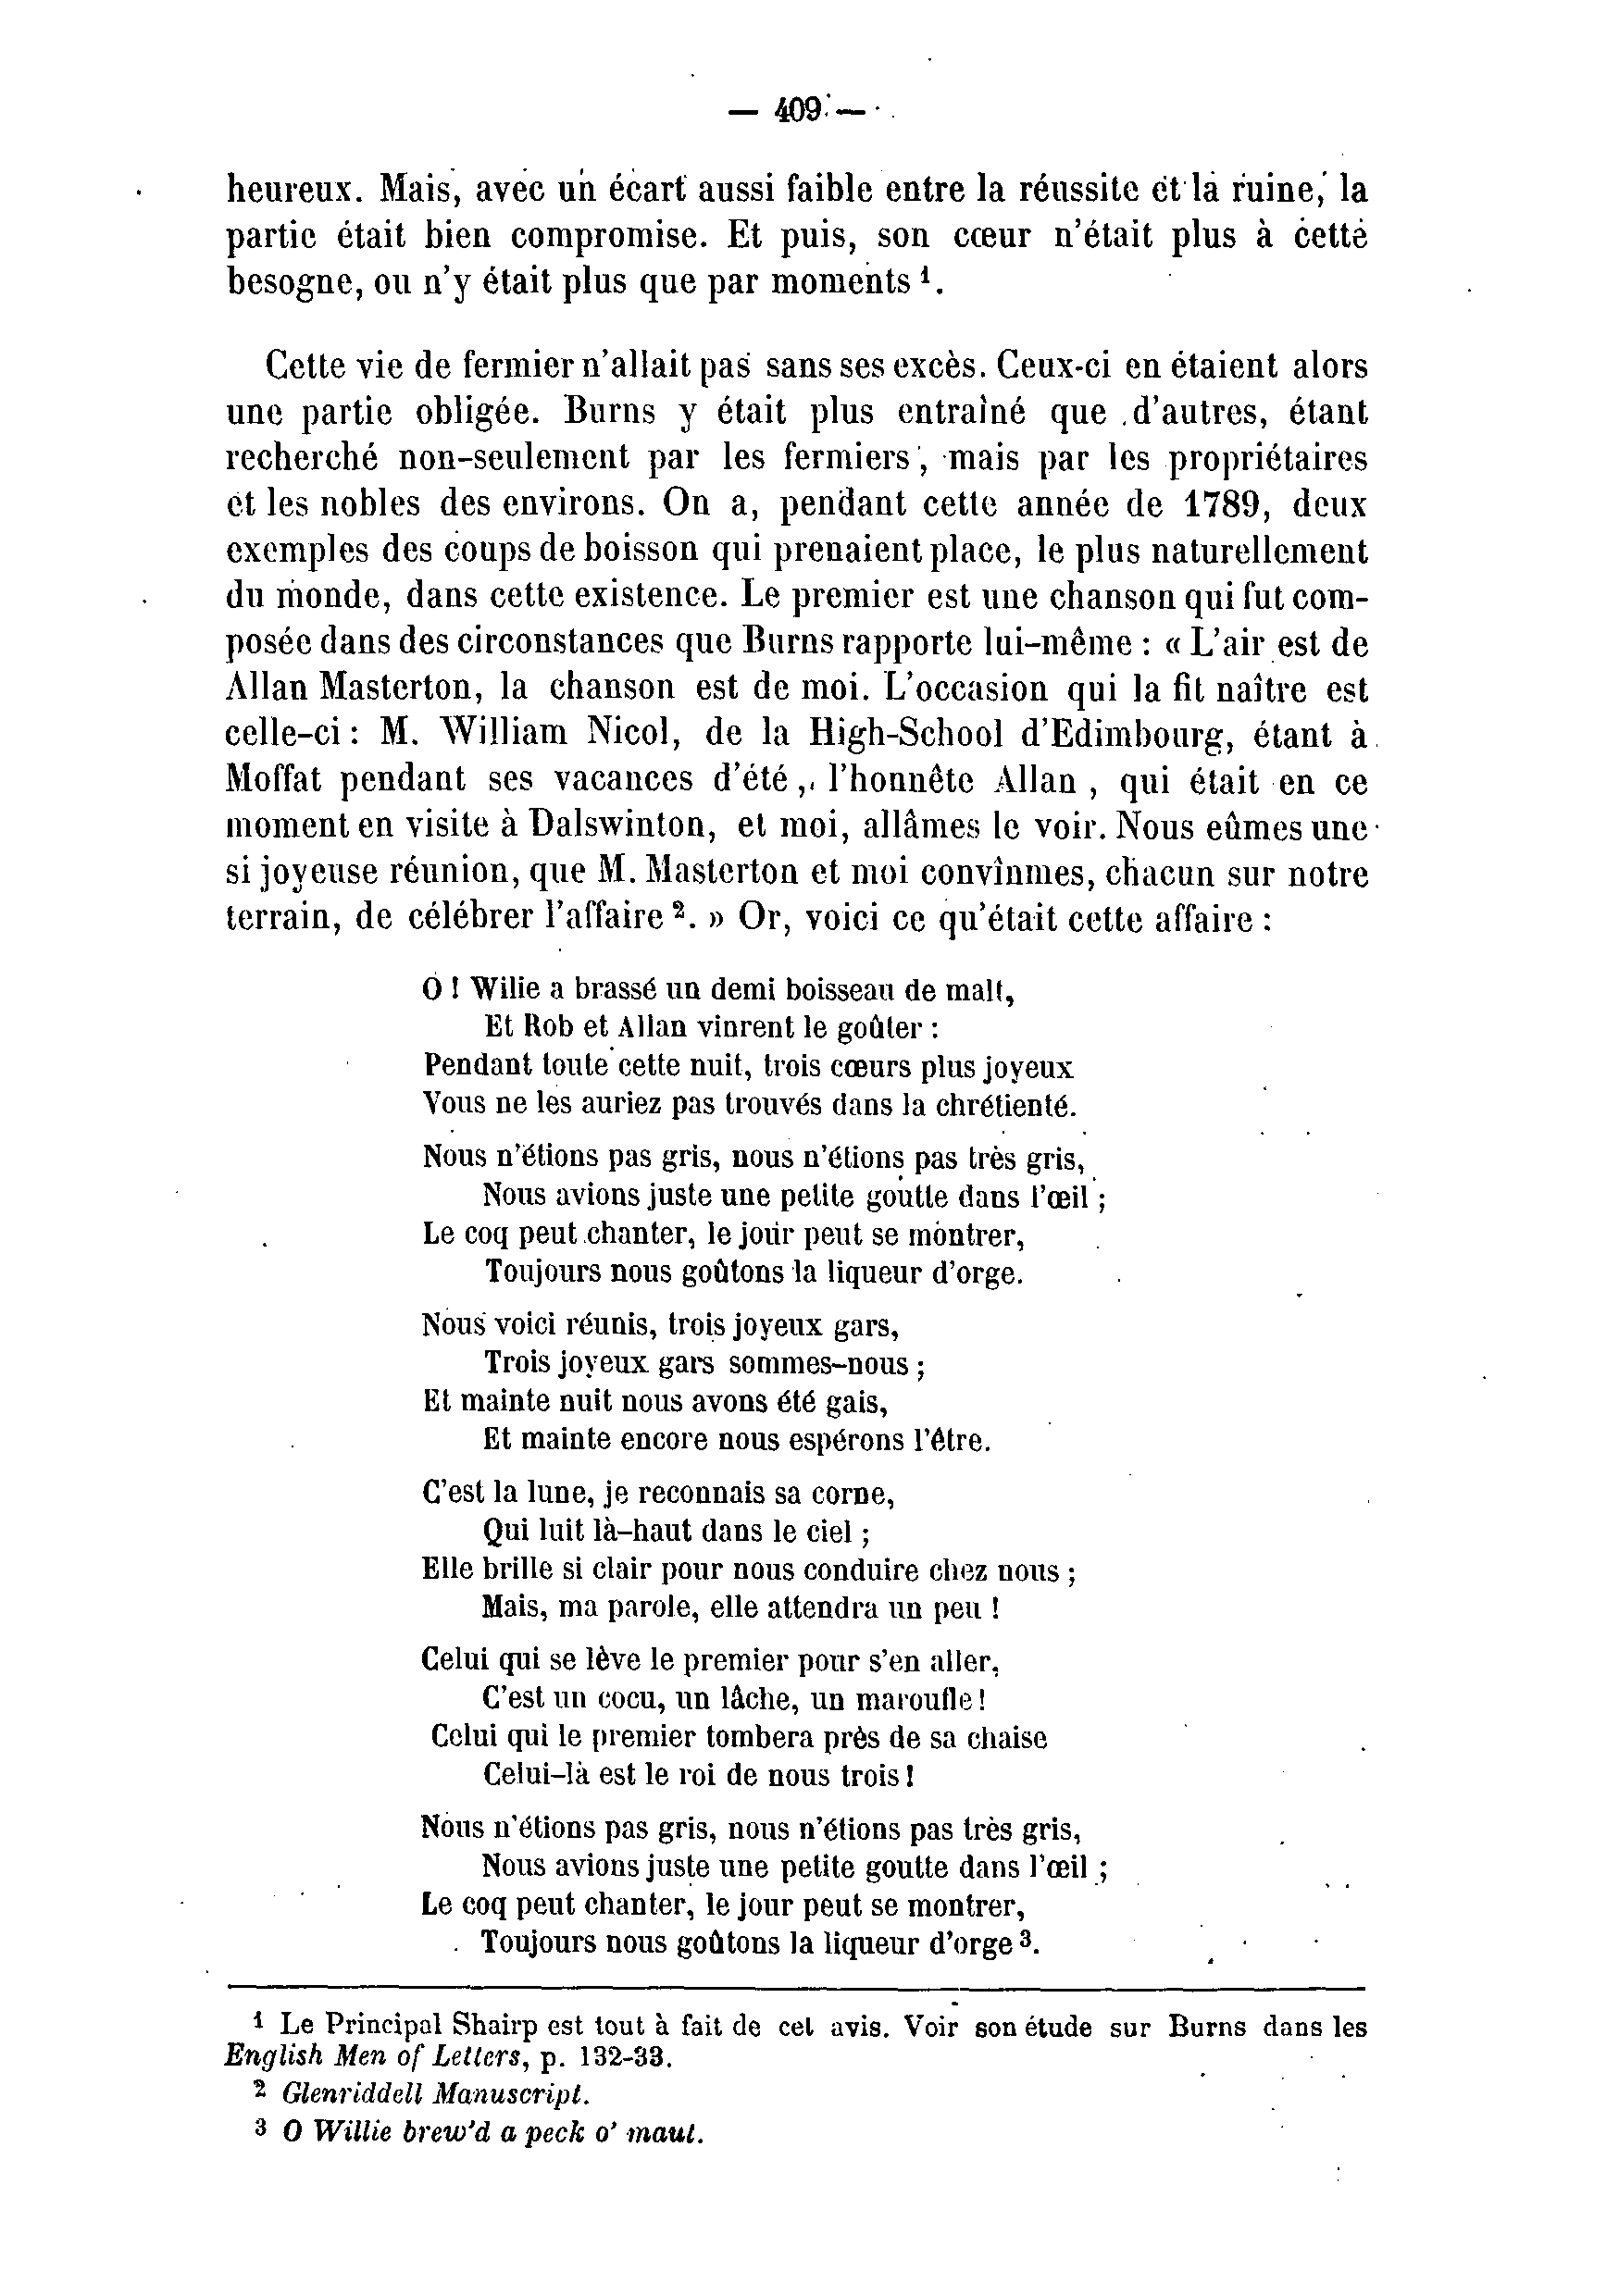 — 409 —
heureux. Mais, avec un écart aussi faible entre la réussite et la ruine, la
partie était bien compromise. Et puis, son cœur n'était plus à cette
besogne, ou n'y était plus que par moments ¹.
Cette vie de fermier n'allait pas sans ses excès. Ceux-ci en étaient alors
une partie obligée. Burns y était plus entraîné que d'autres, étant
recherché non-seulement par les fermiers, mais par les propriétaires
et les nobles des environs. On a, pendant cette année de 1789, deux
exemples des coups de boisson qui prenaient place, le plus naturellement
du monde, dans cette existence. Le premier est une chanson qui fut com-
posée dans des circonstances que Burns rapporte lui-même : « L'air est de
Allan Masterton, la chanson est de moi. L'occasion qui la fit naître est
celle-ci : M. William Nicol, de la High-School d'Edimbourg, étant à
Moffat pendant ses vacances d'été, l'honnête Allan, qui était en ce
moment en visite à Dalswinton, et moi, allâmes le voir. Nous eûmes une
si joyeuse réunion, que M. Masterton et moi convînmes, chacun sur notre
terrain, de célébrer l'affaire ². » Or, voici ce qu'était cette affaire :
O ! Wilie a brassé un demi boisseau de malt,
Et Rob et Allan vinrent le goûter :
Pendant toute cette nuit, trois cœurs plus joyeux
Vous ne les auriez pas trouvés dans la chrétienté.
Nous n'étions pas gris, nous n'étions pas très gris,
Nous avions juste une petite goutte dans l'œil ;
Le coq peut chanter, le jour peut se montrer,
Toujours nous goûtons la liqueur d'orge.
Nous voici réunis, trois joyeux gars,
Trois joyeux gars sommes-nous ;
Et mainte nuit nous avons été gais,
Et mainte encore nous espérons l'être.
C'est la lune, je reconnais sa corne,
Qui luit là-haut dans le ciel ;
Elle brille si clair pour nous conduire chez nous ;
Mais, ma parole, elle attendra un peu !
Celui qui se lève le premier pour s'en aller,
C'est un cocu, un lâche, un maroufle !
Celui qui le premier tombera près de sa chaise
Celui-là est le roi de nous trois !
Nous n'étions pas gris, nous n'étions pas très gris,
Nous avions juste une petite goutte dans l'œil ;
Le coq peut chanter, le jour peut se montrer,
Toujours nous goûtons la liqueur d'orge ³.
¹ Le Principal Shairp est tout à fait de cet avis. Voir son étude sur Burns dans les
English Men of Letters, p. 132-33.
² Glenriddell Manuscript.
³ O Willie brew'd a peck o' maut.